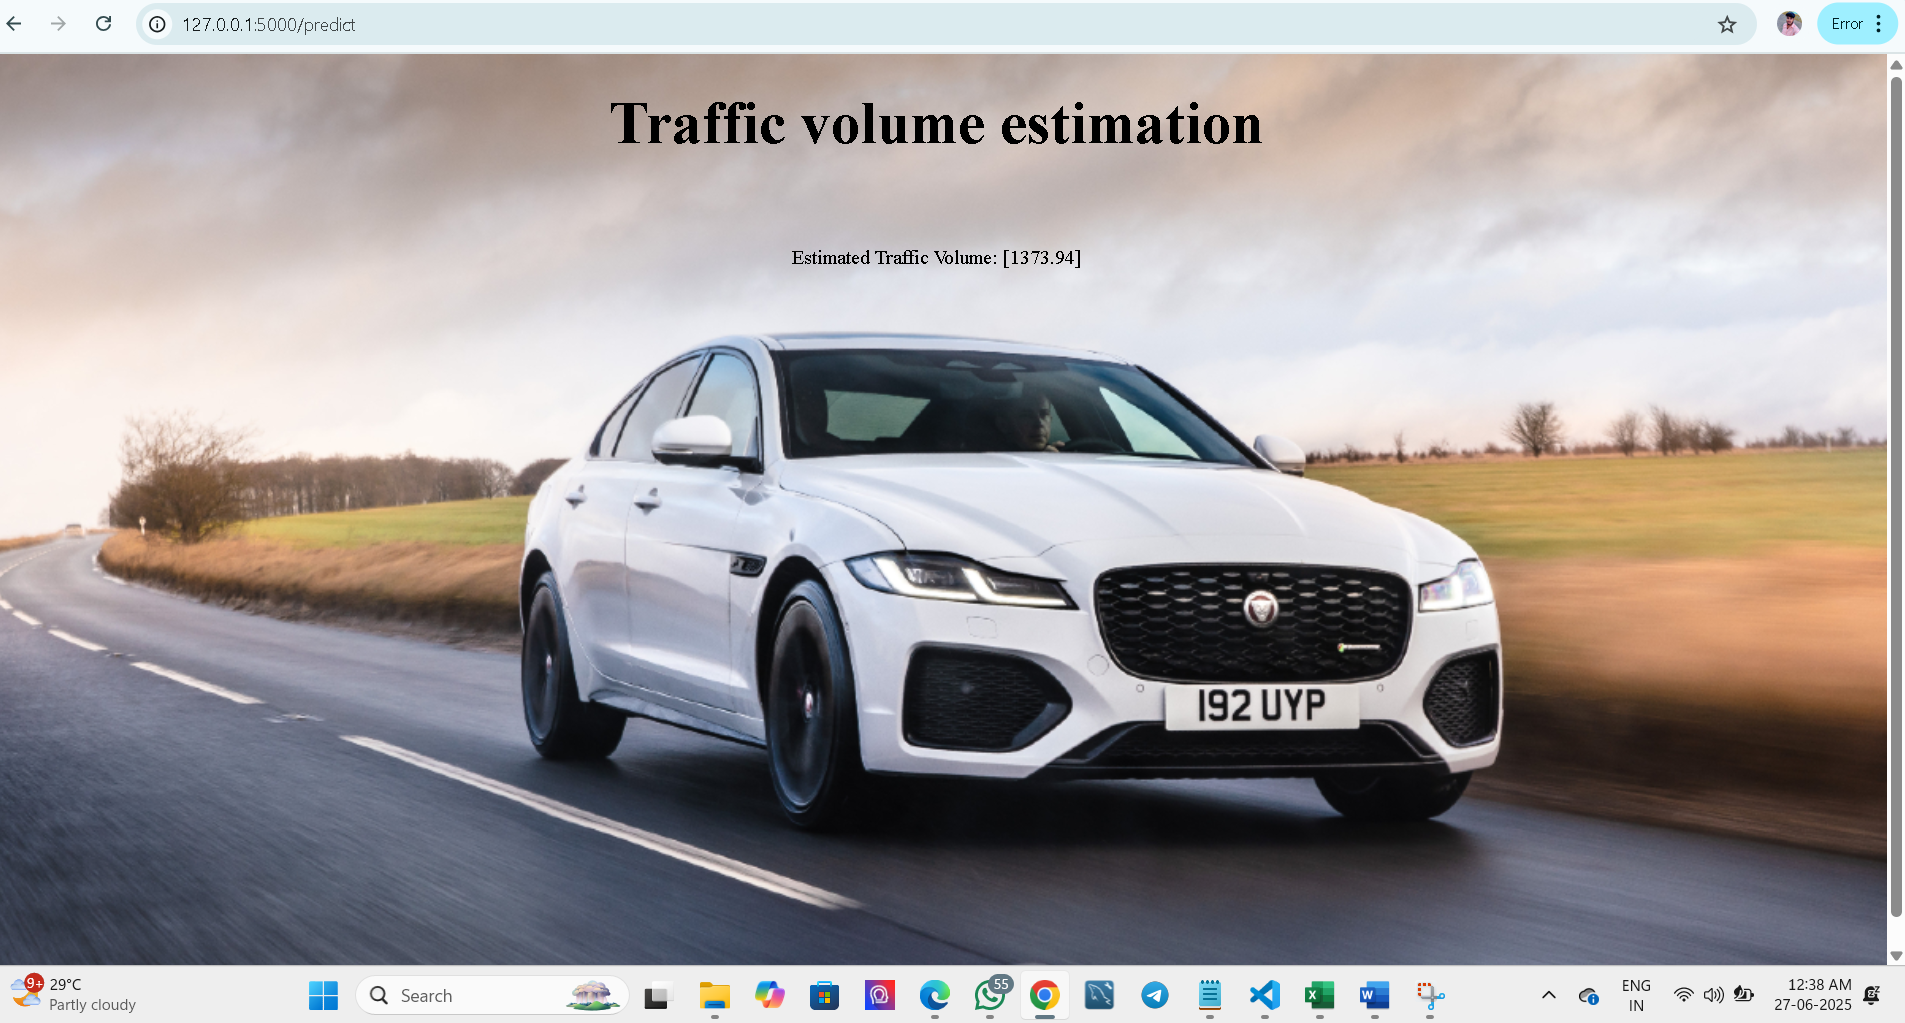 127.0.0.1:5000/predict
Error
Traffic volume estimation
Estimated Traffic Volume: [1373.94]
192 UYP
9+
29°C
Partly cloudy
Search
55
ENG
IN
12:38 AM
27-06-2025